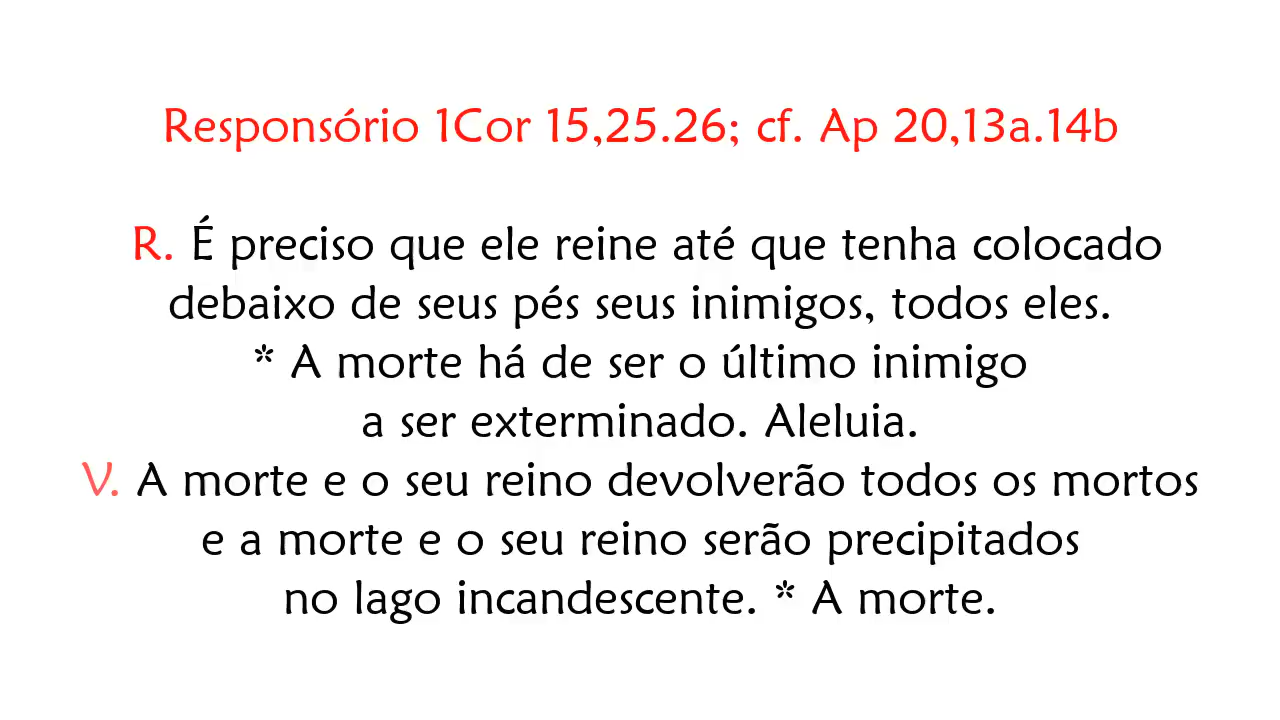 Responsório 1Cor 15,25.26; cf. Ap 20,13a.14b
R. É preciso que ele reine até que tenha colocado
debaixo de seus pés seus inimigos, todos eles.
* A morte há de ser o último inimigo
a ser exterminado. Aleluia.
V. A morte e o seu reino devolverão todos os mortos
e a morte e o seu reino serão precipitados
no lago incandescente. * A morte.